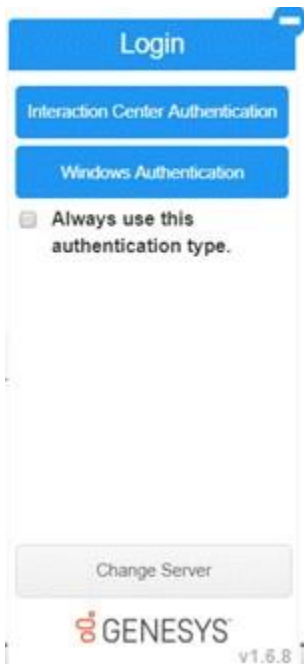 Login
Interaction Center Authentication
Windows Authentication
Always use this
authentication type.
Change Server
GENESYS
v1.6.8